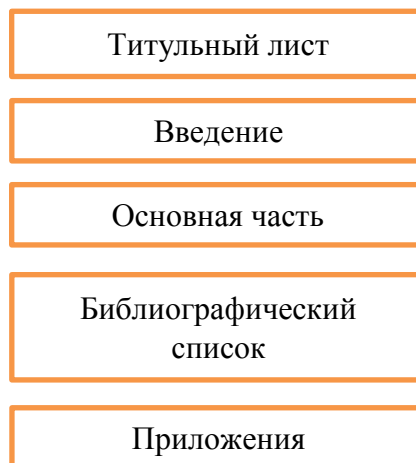 Титульный лист
Введение
Основная часть
Библиографический
список
Приложения